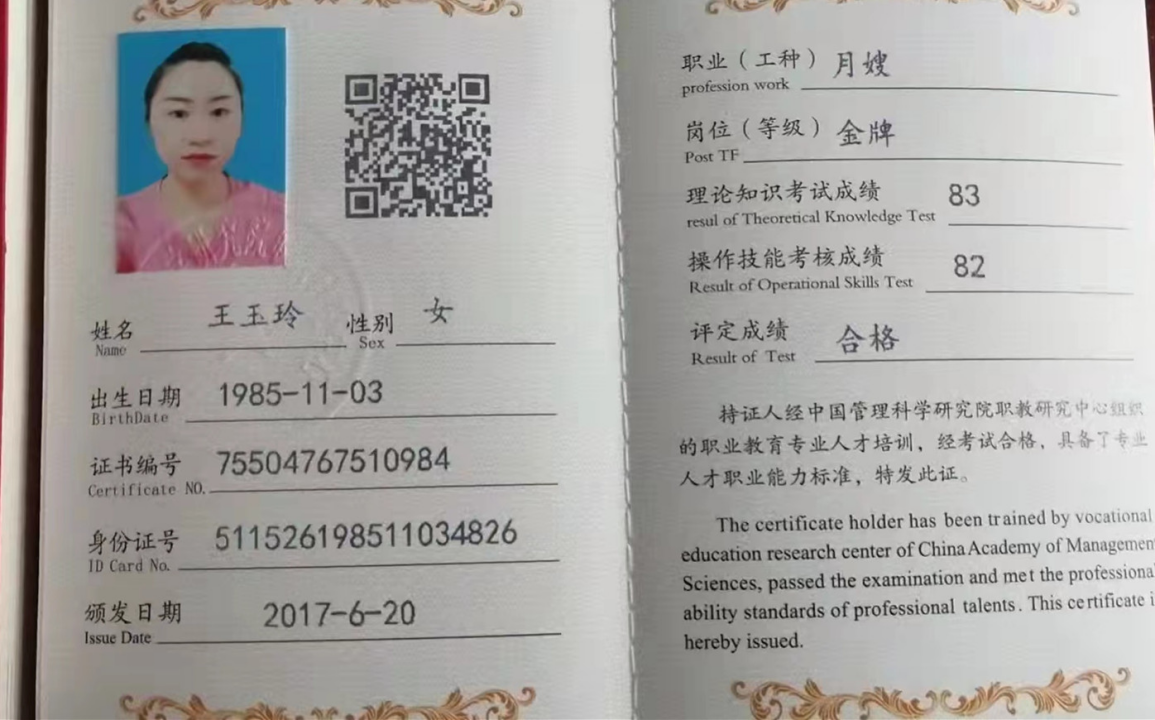 姓名 王玉玲 性别 女
Name Sex
出生日期 1985-11-03
BirthDate
证书编号 75504767510984
Certificate NO.
身份证号 511526198511034826
ID Card No.
颁发日期 2017-6-20
Issue Date
职业（工种） 月嫂
profession work
岗位（等级） 金牌
Post TF
理论知识考试成绩 83
resul of Theoretical Knowledge Test
操作技能考核成绩 82
Result of Operational Skills Test
评定成绩 合格
Result of Test
持证人经中国管理科学研究院职教研究中心组织
的职业教育专业人才培训，经考试合格，具备了专业
人才职业能力标准，特发此证。
The certificate holder has been trained by vocational
education research center of China Academy of Managemen
Sciences, passed the examination and met the professiona
ability standards of professional talents. This certificate i
hereby issued.